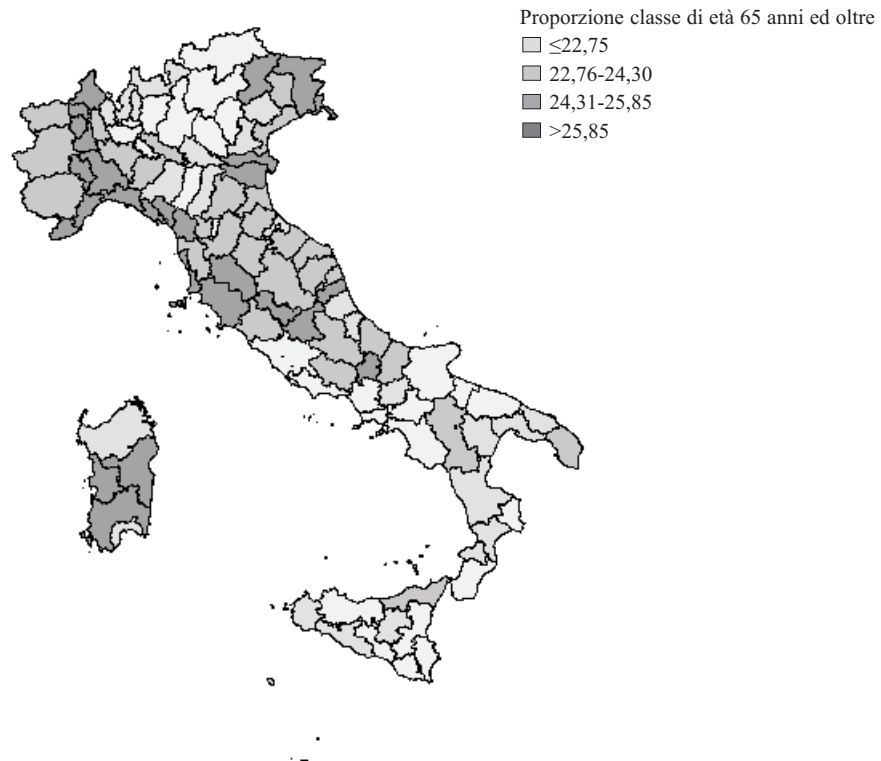 Proporzione classe di età 65 anni ed oltre
≤22,75
22,76-24,30
24,31-25,85
>25,85